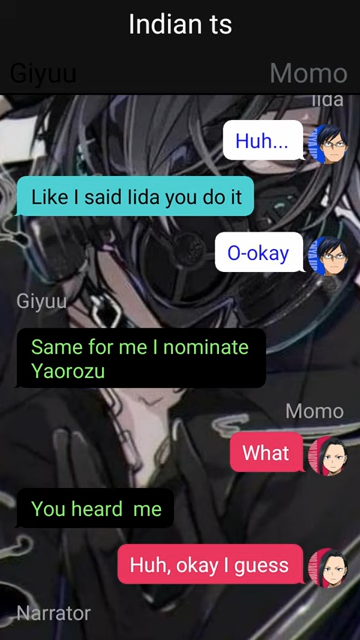 Indian ts
Giyuu
Momo
Iida
Huh...
Like I said Iida you do it
O-okay
Giyuu
Same for me I nominate
Yaorozu
Momo
What
You heard  me
Huh, okay I guess
Narrator